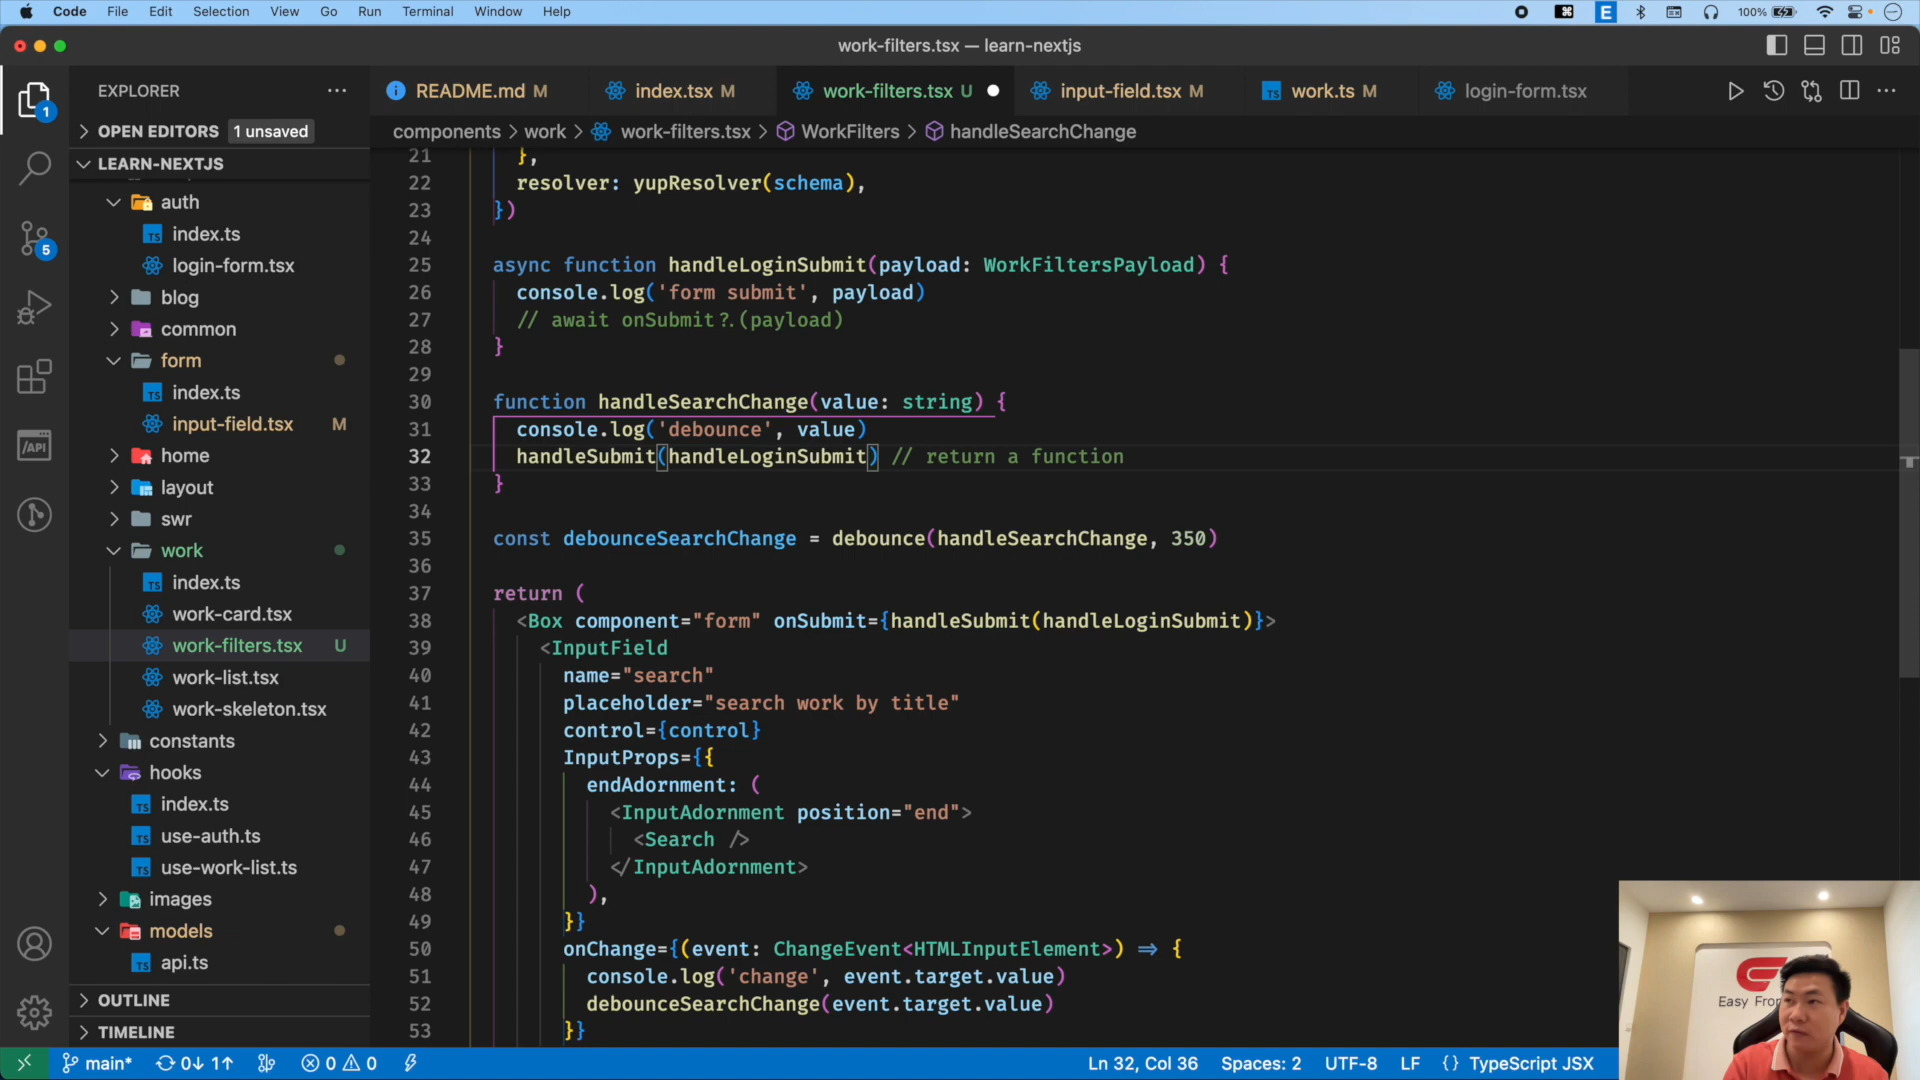 Code File Edit Selection View Go Run Terminal Window Help E 100%
work-filters.tsx — learn-nextjs
EXPLORER
README.md M index.tsx M work-filters.tsx U input-field.tsx M work.ts M login-form.tsx
OPEN EDITORS 1 unsaved
components > work > work-filters.tsx > WorkFilters > handleSearchChange
LEARN-NEXTJS
auth
index.ts
login-form.tsx
blog
common
form
index.ts
input-field.tsx M
home
layout
swr
work
index.ts
work-card.tsx
work-filters.tsx U
work-list.tsx
work-skeleton.tsx
constants
hooks
index.ts
use-auth.ts
use-work-list.ts
images
models
api.ts
OUTLINE
TIMELINE
1
5
/API
21 },
22 resolver: yupResolver(schema),
23 })
24
25 async function handleLoginSubmit(payload: WorkFiltersPayload) {
26 console.log('form submit', payload)
27 // await onSubmit?.(payload)
28 }
29
30 function handleSearchChange(value: string) {
31 console.log('debounce', value)
32 handleSubmit(handleLoginSubmit) // return a function
33 }
34
35 const debounceSearchChange = debounce(handleSearchChange, 350)
36
37 return (
38 <Box component="form" onSubmit={handleSubmit(handleLoginSubmit)}>
39 <InputField
40 name="search"
41 placeholder="search work by title"
42 control={control}
43 InputProps={{
44 endAdornment: (
45 <InputAdornment position="end">
46 <Search />
47 </InputAdornment>
48 ),
49 }}
50 onChange={(event: ChangeEvent<HTMLInputElement>) => {
51 console.log('change', event.target.value)
52 debounceSearchChange(event.target.value)
53 }}
Easy Fro
main* 0↓ 1↑ 0 0 Ln 32, Col 36 Spaces: 2 UTF-8 LF {} TypeScript JSX